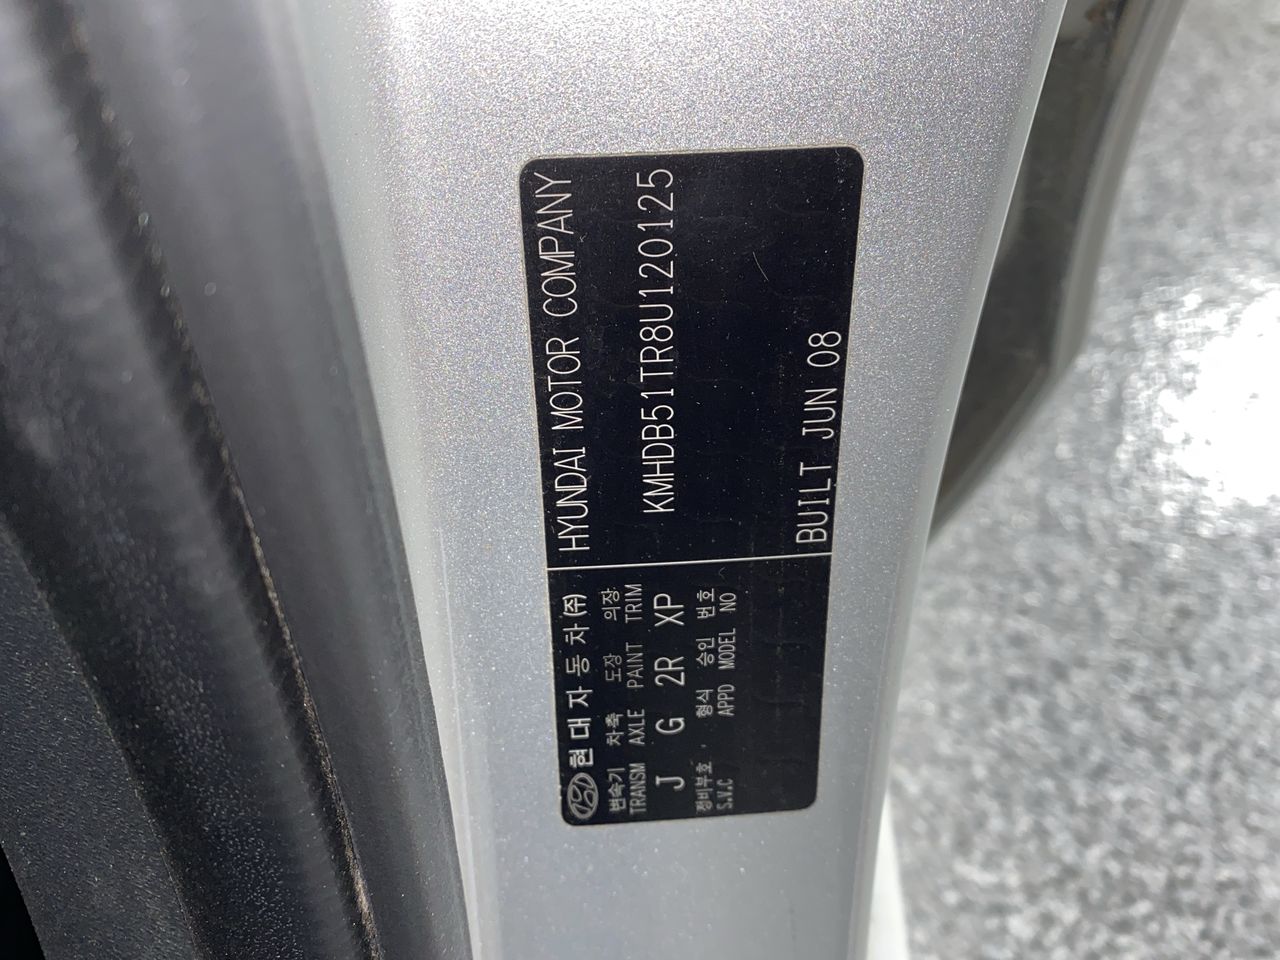 현대자동차(주)
HYUNDAI MOTOR COMPANY
변속기 차축 도장 의장
TRANSM AXLE PAINT TRIM
J G 2R XP
KMHDB51TR8U120125
정비부호 형식 승인 번호
S.V.C APPD MODEL NO
BUILT JUN 08